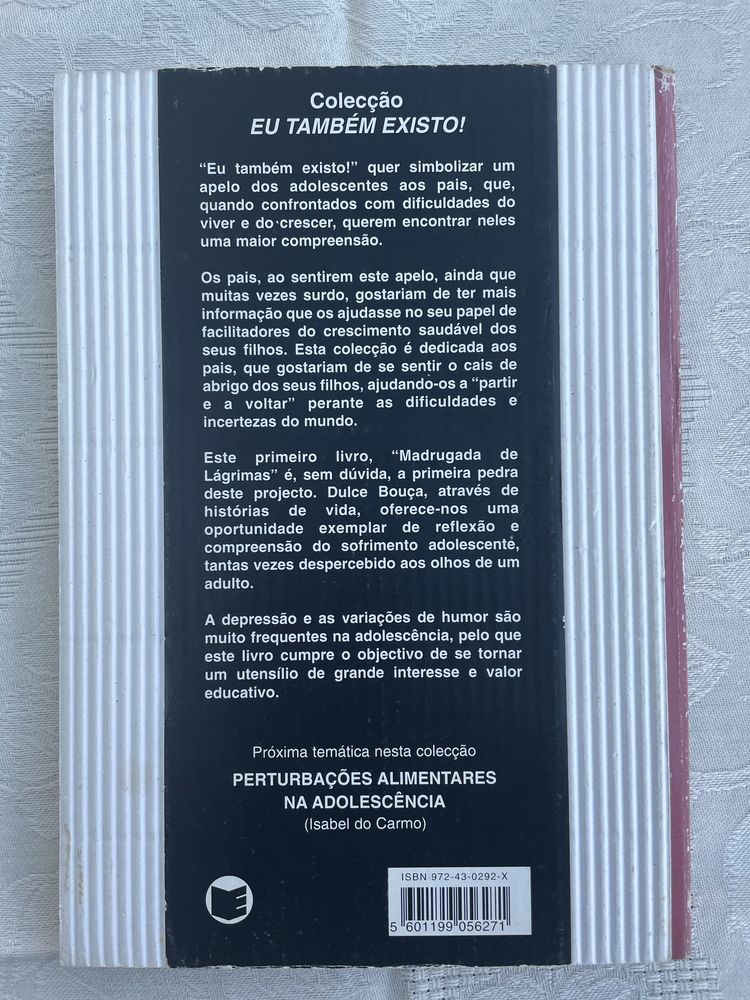 Colecção
EU TAMBÉM EXISTO!
“Eu também existo!” quer simbolizar um
apelo dos adolescentes aos pais, que,
quando confrontados com dificuldades do
viver e do crescer, querem encontrar neles
uma maior compreensão.
Os pais, ao sentirem este apelo, ainda que
muitas vezes surdo, gostariam de ter mais
informação que os ajudasse no seu papel de
facilitadores do crescimento saudável dos
seus filhos. Esta colecção é dedicada aos
pais, que gostariam de se sentir o cais de
abrigo dos seus filhos, ajudando-os a “partir
e a voltar” perante as dificuldades e
incertezas do mundo.
Este primeiro livro, “Madrugada de
Lágrimas” é, sem dúvida, a primeira pedra
deste projecto. Dulce Bouça, através de
histórias de vida, oferece-nos uma
oportunidade exemplar de reflexão e
compreensão do sofrimento adolescente,
tantas vezes despercebido aos olhos de um
adulto.
A depressão e as variações de humor são
muito frequentes na adolescência, pelo que
este livro cumpre o objectivo de se tornar
um utensílio de grande interesse e valor
educativo.
Próxima temática nesta colecção
PERTURBAÇÕES ALIMENTARES
NA ADOLESCÊNCIA
(Isabel do Carmo)
ISBN 972-43-0292-X
5 601199 056271